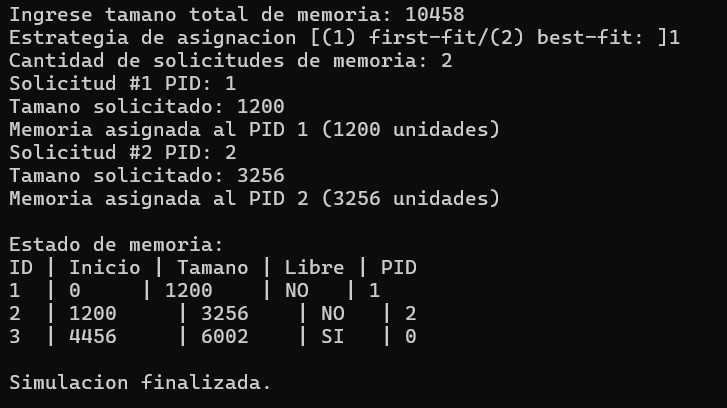 Ingrese tamano total de memoria: 10458
Estrategia de asignacion [(1) first-fit/(2) best-fit: ]1
Cantidad de solicitudes de memoria: 2
Solicitud #1 PID: 1
Tamano solicitado: 1200
Memoria asignada al PID 1 (1200 unidades)
Solicitud #2 PID: 2
Tamano solicitado: 3256
Memoria asignada al PID 2 (3256 unidades)

Estado de memoria:
ID | Inicio | Tamano | Libre | PID
1  | 0     | 1200    | NO   | 1
2  | 1200     | 3256    | NO   | 2
3  | 4456     | 6002    | SI   | 0

Simulacion finalizada.